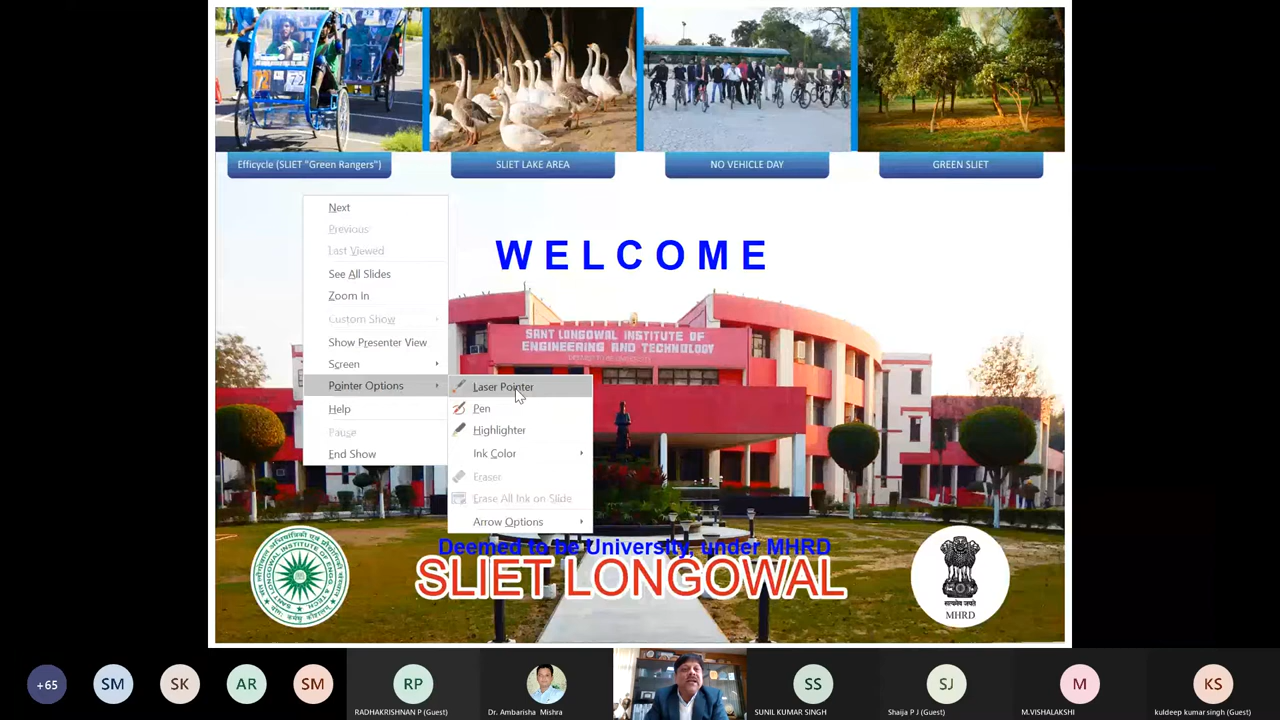 72
Efficycle (SLIET "Green Rangers")
SLIET LAKE AREA
NO VEHICLE DAY
GREEN SLIET
WELCOME
SANT LONGOWAL INSTITUTE OF
ENGINEERING AND TECHNOLOGY
Next
Previous
Last Viewed
See All Slides
Zoom In
Custom Show
Show Presenter View
Screen
Pointer Options
Help
Pause
End Show
Laser Pointer
Pen
Highlighter
Ink Color
Eraser
Erase All Ink on Slide
Arrow Options
Deemed to be University, under MHRD
SLIET LONGOWAL
सत्यमेव जयते
MHRD
+65
SM
SK
AR
SM
RP
SS
SJ
M
KS
RADHAKRISHNAN P (Guest)
Dr. Ambarisha Mishra
SUNIL KUMAR SINGH
Shaija P J (Guest)
M.VISHALAKSHI
kuldeep kumar singh (Guest)